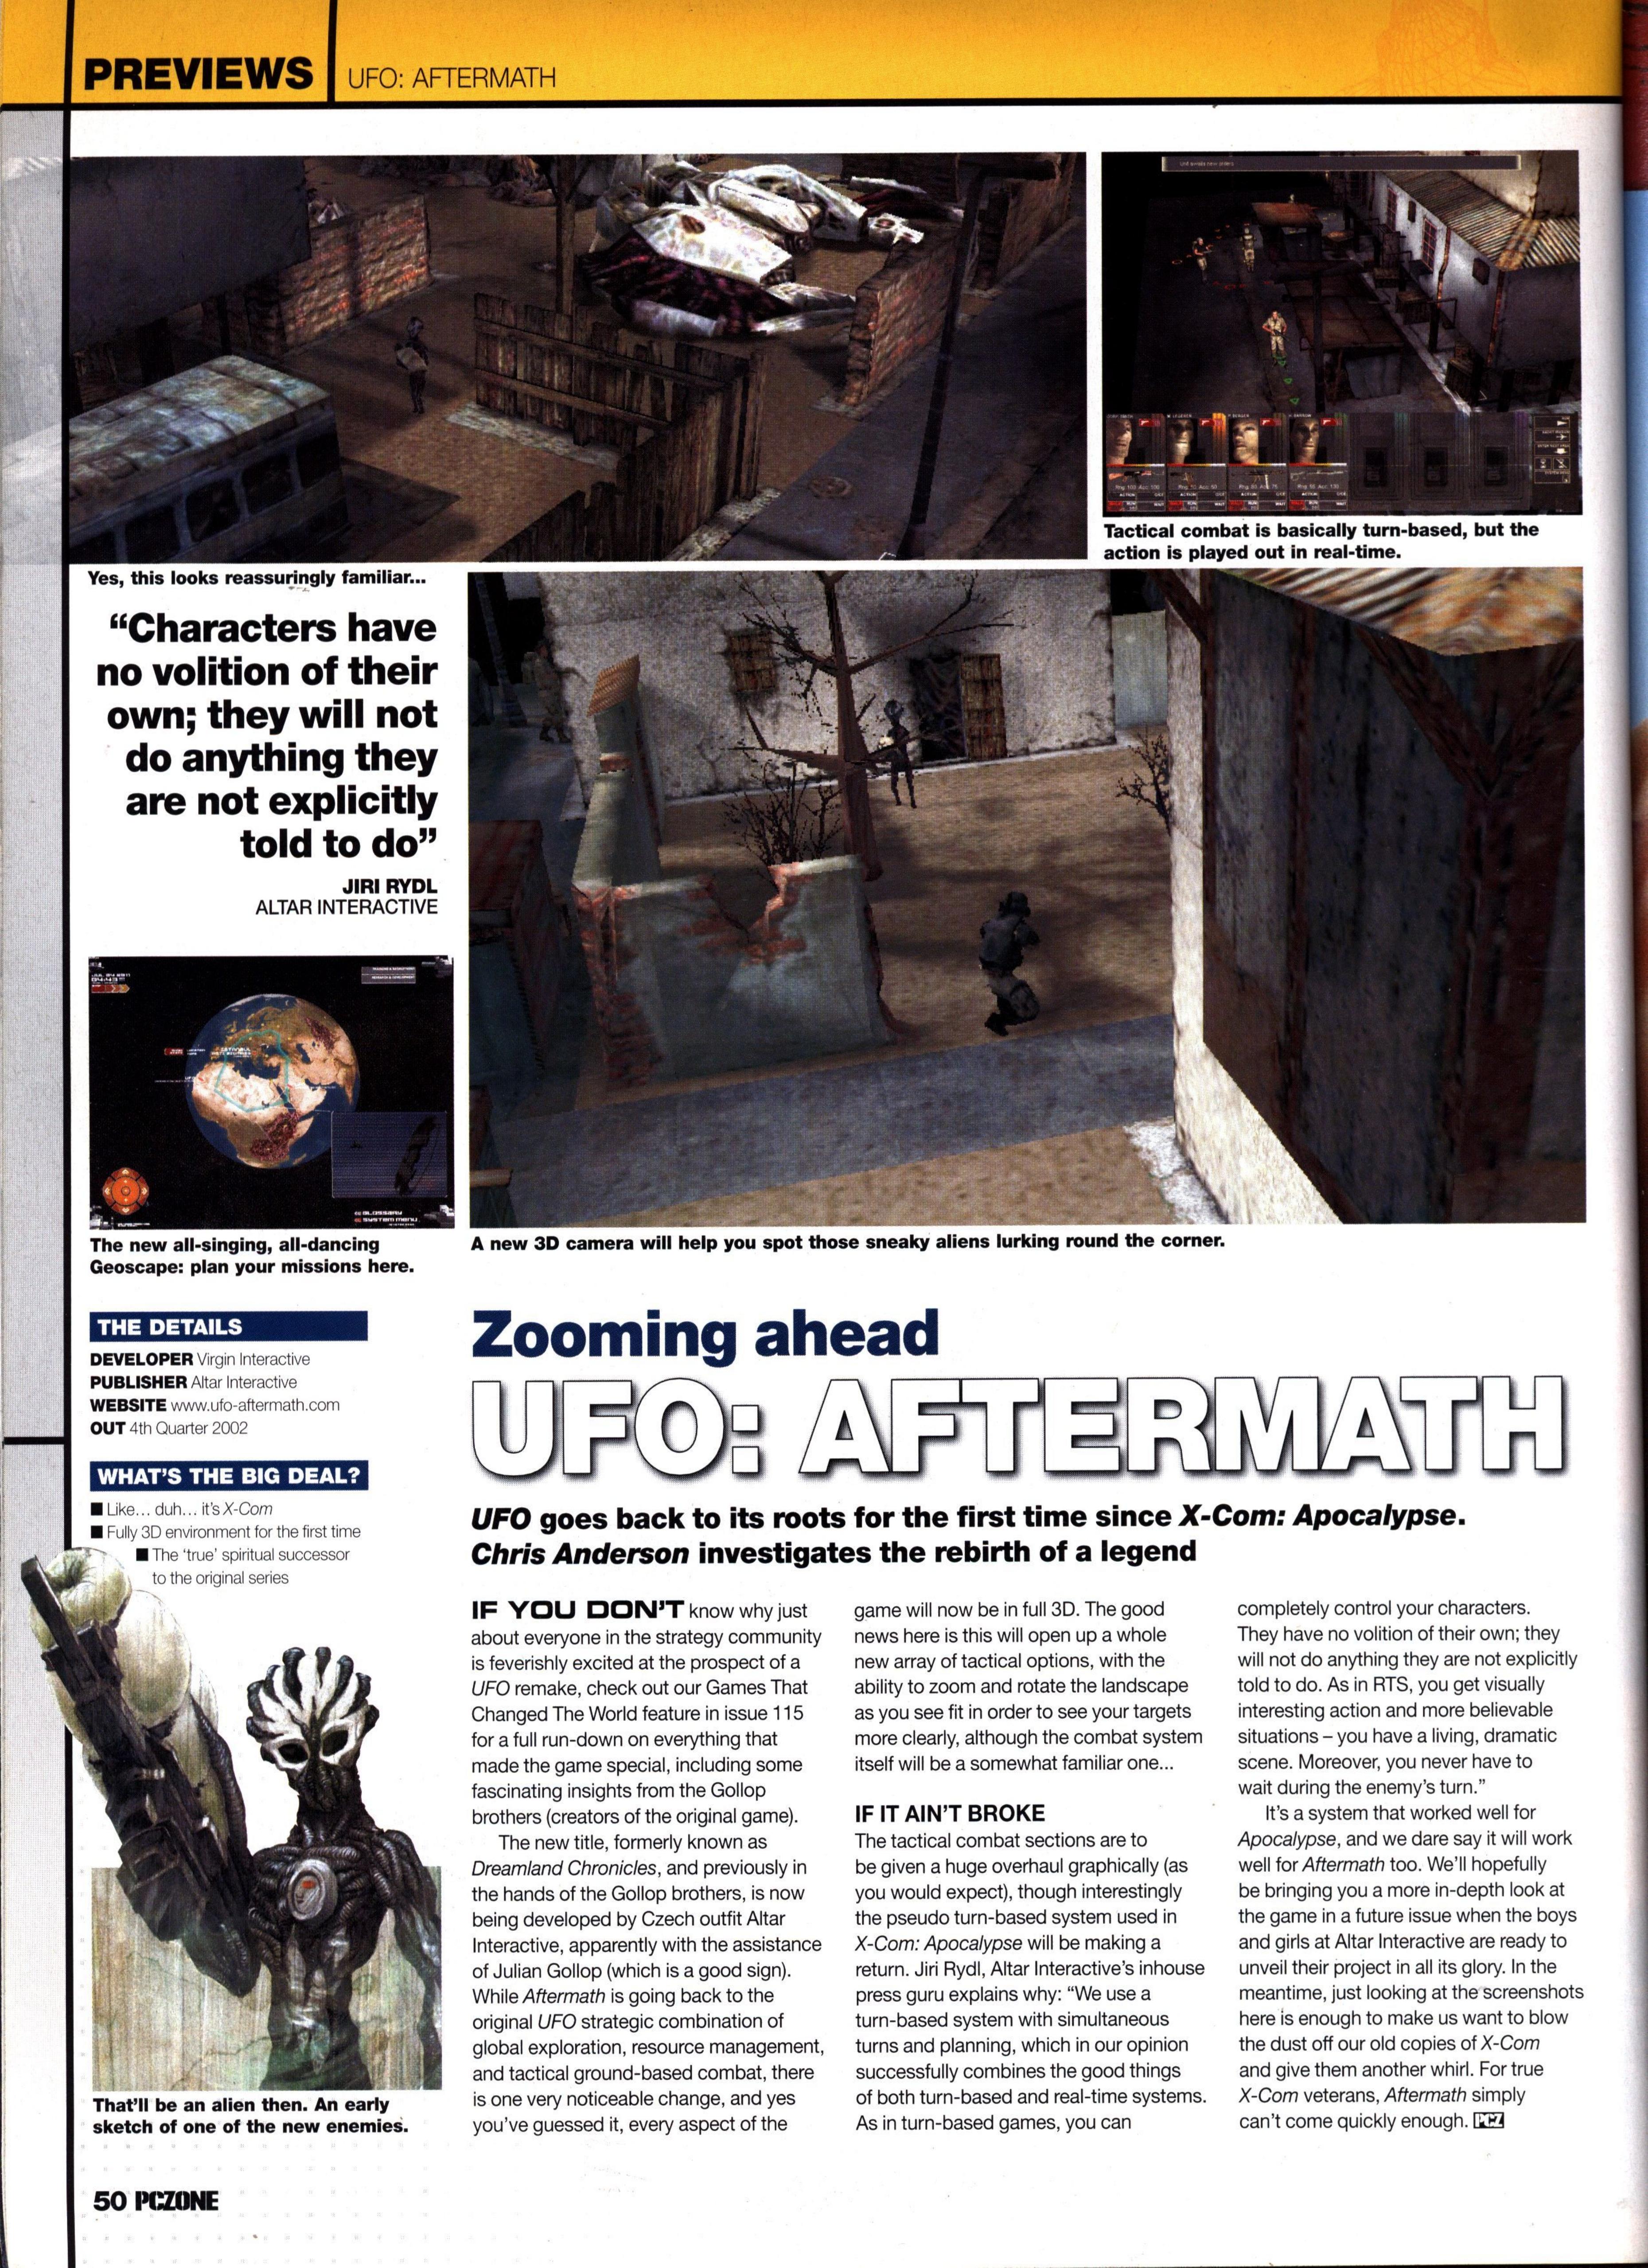 PREVIEWS
UFO: AFTERMATH
Tactical combat is basically turn-based, but the
action is played out in real-time.
Yes, this looks reassuringly familiar...
“Characters have
no volition of their
own; they will not
do anything they
are not explicitly
told to do”
JIRI RYDL
ALTAR INTERACTIVE
GLOSSARY
SYSTEM MENU
The new all-singing, all-dancing
Geoscape: plan your missions here.
A new 3D camera will help you spot those sneaky aliens lurking round the corner.
THE DETAILS
DEVELOPER Virgin Interactive
PUBLISHER Altar Interactive
WEBSITE www.ufo-aftermath.com
OUT 4th Quarter 2002
WHAT'S THE BIG DEAL?
■ Like... duh... it's X-Com
■ Fully 3D environment for the first time
■ The ‘true’ spiritual successor
to the original series
That'll be an alien then. An early
sketch of one of the new enemies.
Zooming ahead
UFO: AFTERMATH
UFO goes back to its roots for the first time since X-Com: Apocalypse.
Chris Anderson investigates the rebirth of a legend
IF YOU DON'T know why just
about everyone in the strategy community
is feverishly excited at the prospect of a
UFO remake, check out our Games That
Changed The World feature in issue 115
for a full run-down on everything that
made the game special, including some
fascinating insights from the Gollop
brothers (creators of the original game).
The new title, formerly known as
Dreamland Chronicles, and previously in
the hands of the Gollop brothers, is now
being developed by Czech outfit Altar
Interactive, apparently with the assistance
of Julian Gollop (which is a good sign).
While Aftermath is going back to the
original UFO strategic combination of
global exploration, resource management,
and tactical ground-based combat, there
is one very noticeable change, and yes
you've guessed it, every aspect of the
game will now be in full 3D. The good
news here is this will open up a whole
new array of tactical options, with the
ability to zoom and rotate the landscape
as you see fit in order to see your targets
more clearly, although the combat system
itself will be a somewhat familiar one...
IF IT AIN'T BROKE
The tactical combat sections are to
be given a huge overhaul graphically (as
you would expect), though interestingly
the pseudo turn-based system used in
X-Com: Apocalypse will be making a
return. Jiri Rydl, Altar Interactive's inhouse
press guru explains why: “We use a
turn-based system with simultaneous
turns and planning, which in our opinion
successfully combines the good things
of both turn-based and real-time systems.
As in turn-based games, you can
completely control your characters.
They have no volition of their own; they
will not do anything they are not explicitly
told to do. As in RTS, you get visually
interesting action and more believable
situations – you have a living, dramatic
scene. Moreover, you never have to
wait during the enemy's turn.”
It's a system that worked well for
Apocalypse, and we dare say it will work
well for Aftermath too. We'll hopefully
be bringing you a more in-depth look at
the game in a future issue when the boys
and girls at Altar Interactive are ready to
unveil their project in all its glory. In the
meantime, just looking at the screenshots
here is enough to make us want to blow
the dust off our old copies of X-Com
and give them another whirl. For true
X-Com veterans, Aftermath simply
can't come quickly enough. PCZ
50 PCZONE